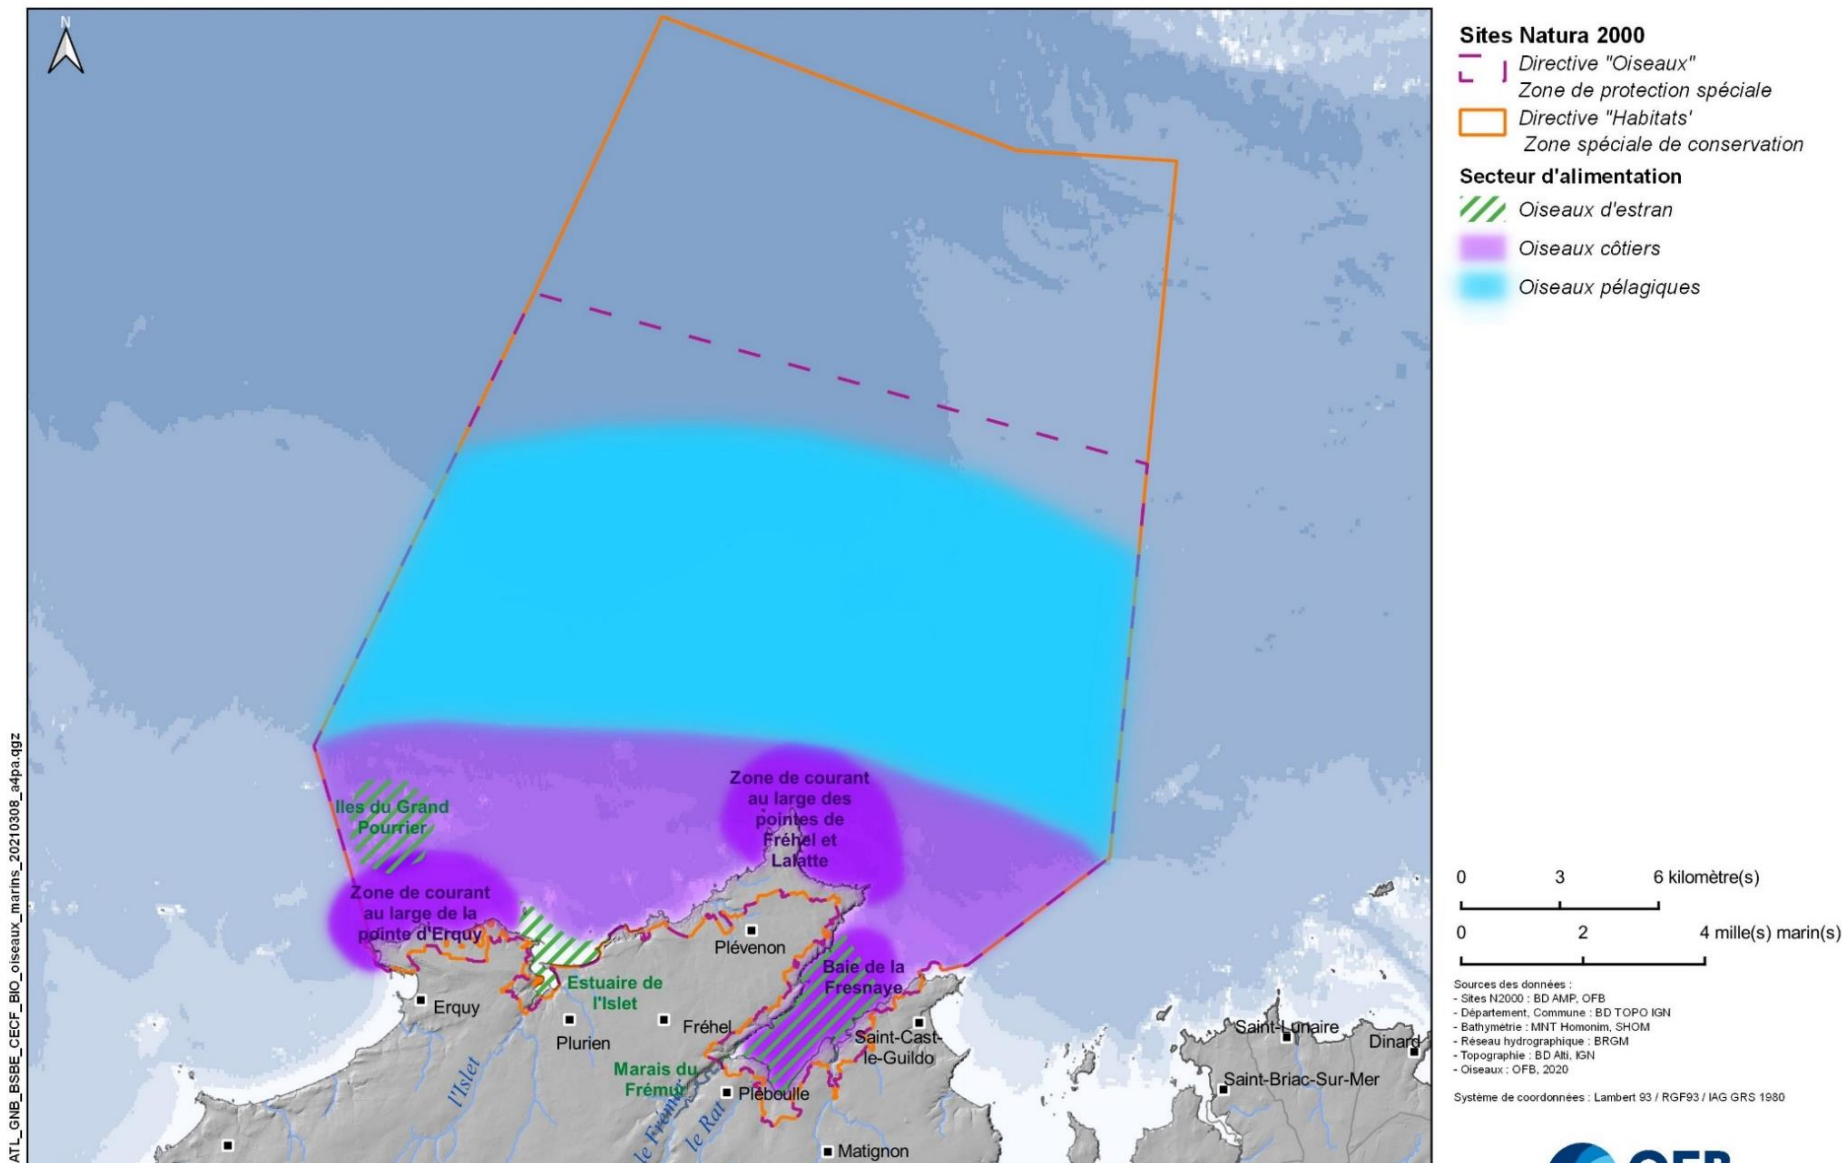 N
Sites Natura 2000
Directive "Oiseaux"
Zone de protection spéciale
Directive "Habitats'
Zone spéciale de conservation
Secteur d'alimentation
Oiseaux d'estran
Oiseaux côtiers
Oiseaux pélagiques
Iles du Grand
Pourrier
Zone de courant
au large des
pointes de
Fréhel et
Lalatte
Zone de courant
au large de la
pointe d'Erquy
Plévenon
Baie de la
Fresnaye
Estuaire de
l'Islet
Erquy
Plurien
Fréhel
Saint-Cast-
le-Guildo
Marais du
Frémur
Pléboulle
l'Islet
le Frémur
le Rat
Matignon
Saint-Lunaire
Dinard
Saint-Briac-Sur-Mer
0 3 6 kilomètre(s)
0 2 4 mille(s) marin(s)
Sources des données :
- Sites N2000 : BD AMP, OFB
- Département, Commune : BD TOPO IGN
- Bathymétrie : MNT Homonim, SHOM
- Réseau hydrographique : BRGM
- Topographie : BD Alti, IGN
- Oiseaux : OFB, 2020
Système de coordonnées : Lambert 93 / RGF93 / IAG GRS 1980
OFB
ATL_GNB_BSBE_CECF_BIO_oiseaux_marins_20210308_a4pa.qgz